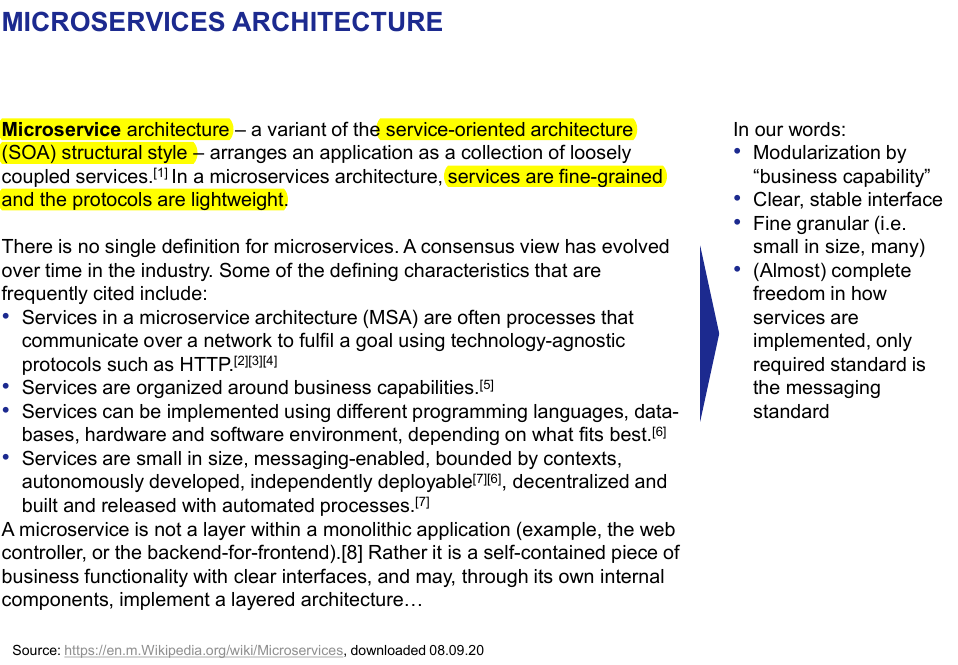 MICROSERVICES ARCHITECTURE
Microservice architecture – a variant of the service-oriented architecture
(SOA) structural style – arranges an application as a collection of loosely
coupled services.[1] In a microservices architecture, services are fine-grained
and the protocols are lightweight.
There is no single definition for microservices. A consensus view has evolved
over time in the industry. Some of the defining characteristics that are
frequently cited include:
• Services in a microservice architecture (MSA) are often processes that
communicate over a network to fulfil a goal using technology-agnostic
protocols such as HTTP.[2][3][4]
• Services are organized around business capabilities.[5]
• Services can be implemented using different programming languages, data-
bases, hardware and software environment, depending on what fits best.[6]
• Services are small in size, messaging-enabled, bounded by contexts,
autonomously developed, independently deployable[7][6], decentralized and
built and released with automated processes.[7]
A microservice is not a layer within a monolithic application (example, the web
controller, or the backend-for-frontend).[8] Rather it is a self-contained piece of
business functionality with clear interfaces, and may, through its own internal
components, implement a layered architecture…
In our words:
• Modularization by
“business capability”
• Clear, stable interface
• Fine granular (i.e.
small in size, many)
• (Almost) complete
freedom in how
services are
implemented, only
required standard is
the messaging
standard
Source: https://en.m.Wikipedia.org/wiki/Microservices, downloaded 08.09.20